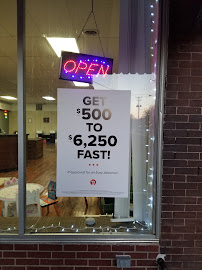 OPEN
GET
$500
TO
$6,250
FAST!